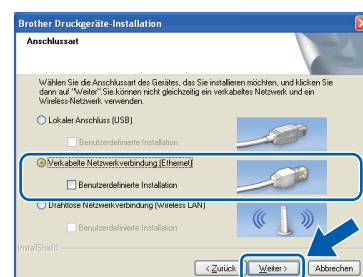 Brother Druckgeräte-Installation
Anschlussart
Wählen Sie die Anschlussart des Gerätes, das Sie installieren möchten, und klicken Sie
dann auf "Weiter".Sie können nicht gleichzeitig ein verkabeltes Netzwerk und ein
Wireless-Netzwerk verwenden.
Lokaler Anschluss (USB)
Benutzerdefinierte Installation
Verkabelte Netzwerkverbindung (Ethernet)
Benutzerdefinierte Installation
Drahtlose Netzwerkverbindung (Wireless LAN)
Benutzerdefinierte Installation
InstallShield
< Zurück
Weiter >
Abbrechen